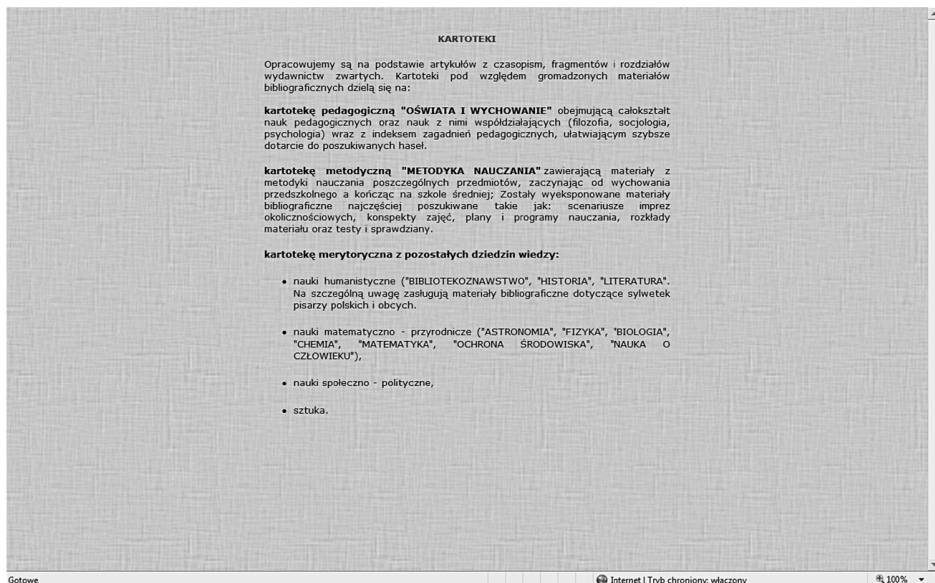 KARTOTEKI
Opracowujemy są na podstawie artykułów z czasopism, fragmentów i rozdziałów
wydawnictw zwartych. Kartoteki pod względem gromadzonych materiałów
bibliograficznych dzielą się na:
kartotekę pedagogiczną "OŚWIATA I WYCHOWANIE" obejmującą całokształt
nauk pedagogicznych oraz nauk z nimi współdziałających (filozofia, socjologia,
psychologia) wraz z indeksem zagadnień pedagogicznych, ułatwiającym szybsze
dotarcie do poszukiwanych haseł.
kartotekę metodyczną "METODYKA NAUCZANIA" zawierającą materiały z
metodyki nauczania poszczególnych przedmiotów, zaczynając od wychowania
przedszkolnego a kończąc na szkole średniej; Zostały wyeksponowane materiały
bibliograficzne najczęściej poszukiwane takie jak: scenariusze imprez
okolicznościowych, konspekty zajęć, plany i programy nauczania, rozkłady
materiału oraz testy i sprawdziany.
kartotekę merytoryczna z pozostałych dziedzin wiedzy:
• nauki humanistyczne ("BIBLIOTEKOZNAWSTWO", "HISTORIA", "LITERATURA".
Na szczególną uwagę zasługują materiały bibliograficzne dotyczące sylwetek
pisarzy polskich i obcych.
• nauki matematyczno - przyrodnicze ("ASTRONOMIA", "FIZYKA", "BIOLOGIA",
"CHEMIA", "MATEMATYKA", "OCHRONA ŚRODOWISKA", "NAUKA O
CZŁOWIEKU"),
• nauki społeczno - polityczne,
• sztuka.
Gotowe Internet | Tryb chroniony: włączony 100%